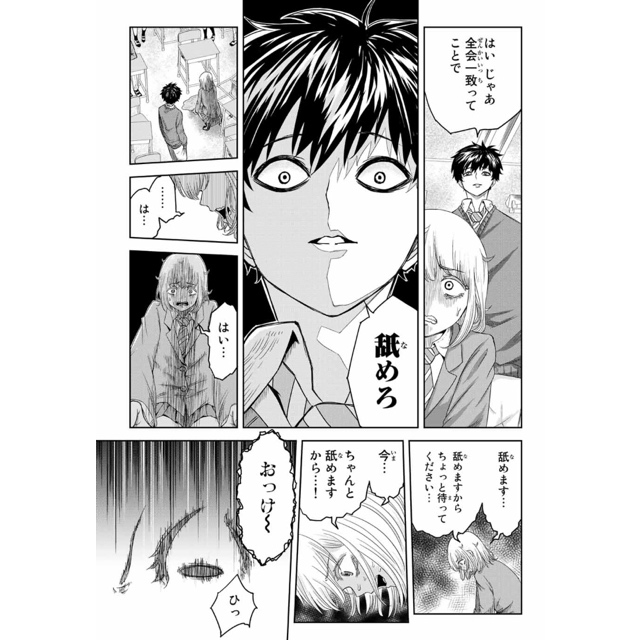 はい じゃあ
全会一致って
ことで
舐めろ
……
は…
はい…
舐めます…
舐めますから
ちょっと待って
ください…
今…
ちゃんと
舐めます
から…!
おっけ〜
ひっ